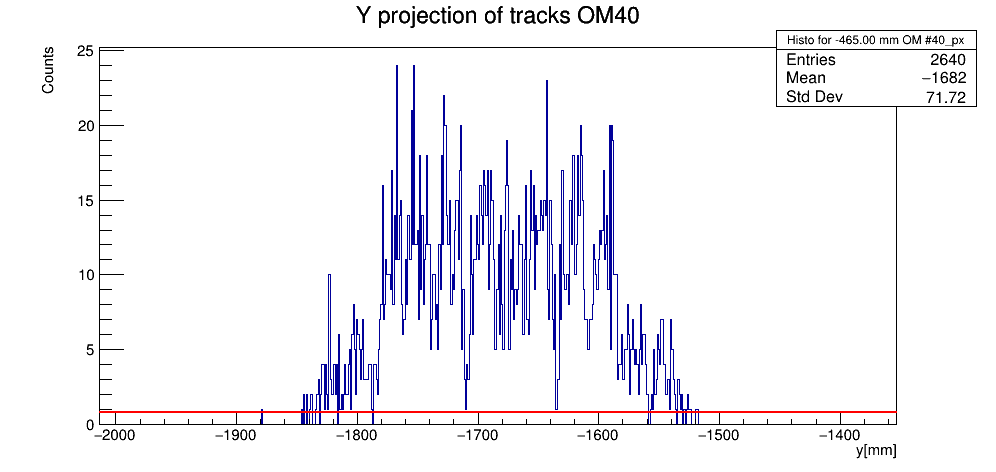 Y projection of tracks OM40
Histo for -465.00 mm OM #40_px
Entries 2640
Mean −1682
Std Dev 71.72
Counts
25
20
15
10
5
0
−2000 −1900 −1800 −1700 −1600 −1500 −1400
y[mm]